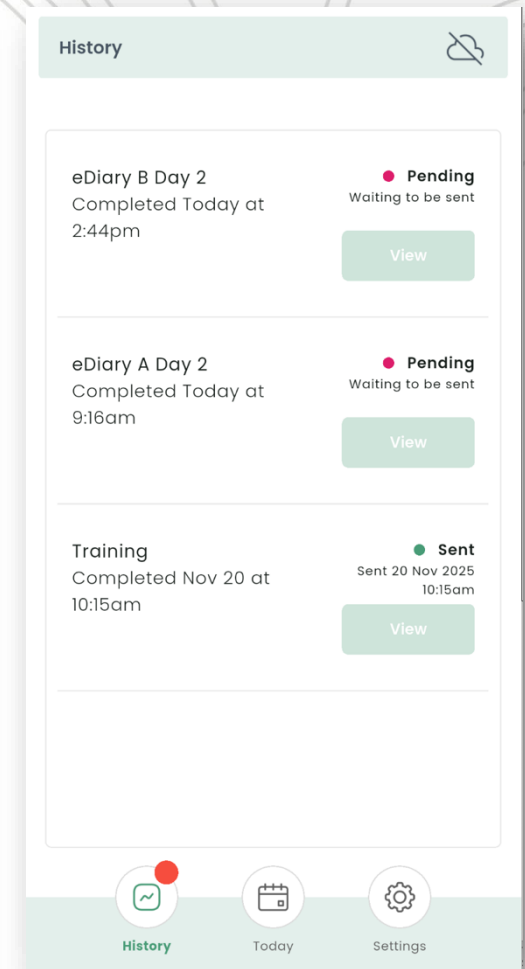 History
eDiary B Day 2
Completed Today at
2:44pm
Pending
Waiting to be sent
View
eDiary A Day 2
Completed Today at
9:16am
Pending
Waiting to be sent
View
Training
Completed Nov 20 at
10:15am
Sent
Sent 20 Nov 2025
10:15am
View
History
Today
Settings